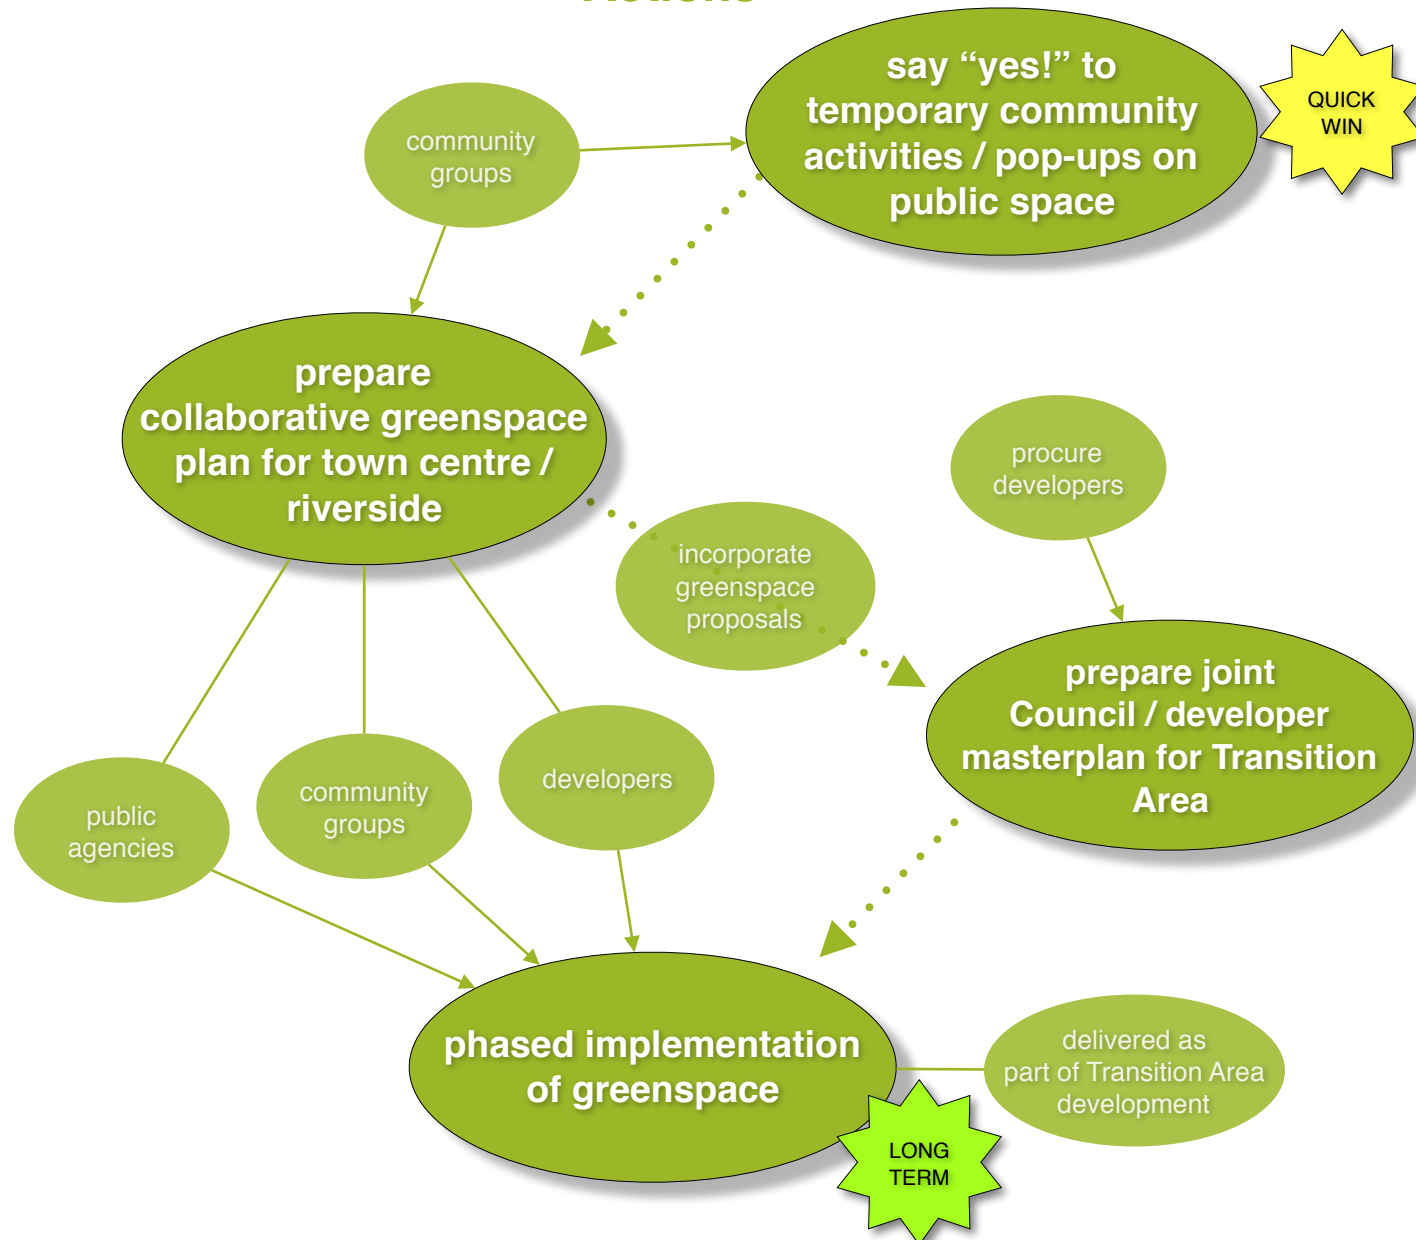 Actions
say “yes!” to
temporary community
activities / pop-ups on
public space
QUICK
WIN
community
groups
prepare
collaborative greenspace
plan for town centre /
riverside
procure
developers
incorporate
greenspace
proposals
prepare joint
Council / developer
masterplan for Transition
Area
developers
community
groups
public
agencies
phased implementation
of greenspace
delivered as
part of Transition Area
development
LONG
TERM